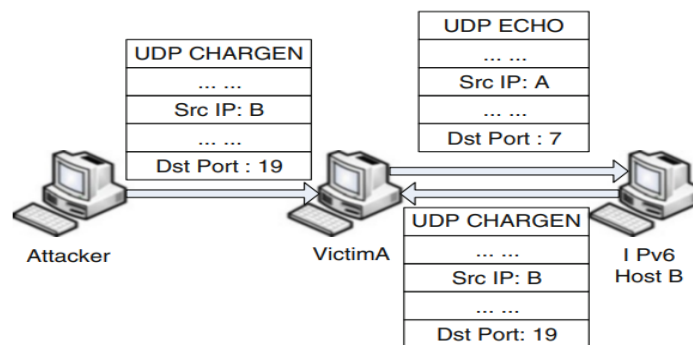 UDP CHARGEN
... ...
Src IP: B
... ...
Dst Port : 19
UDP ECHO
... ...
Src IP: A
... ...
Dst Port : 7
Attacker
VictimA
I Pv6
Host B
UDP CHARGEN
... ...
Src IP: B
... ...
Dst Port: 19